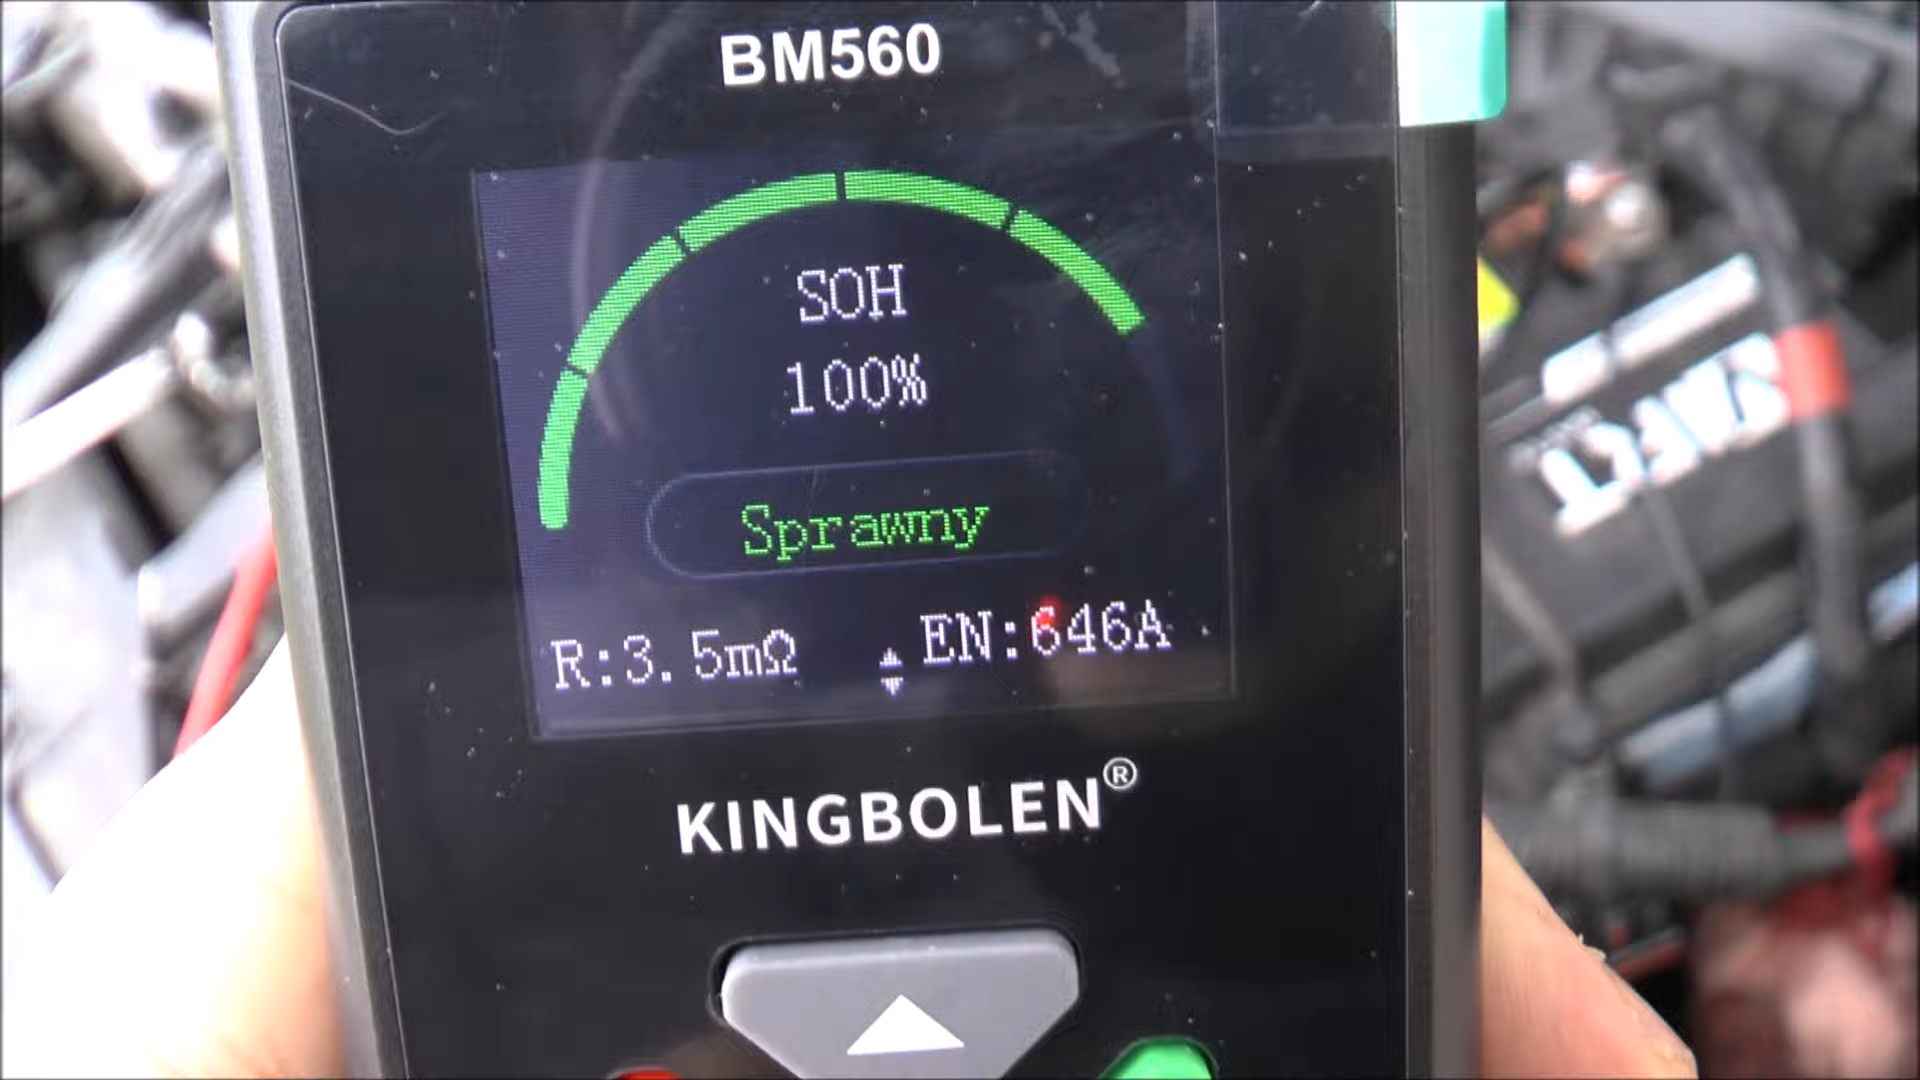 BM560
SOH
100%
Sprawny
R:3.5mΩ EN:646A
KINGBOLEN®